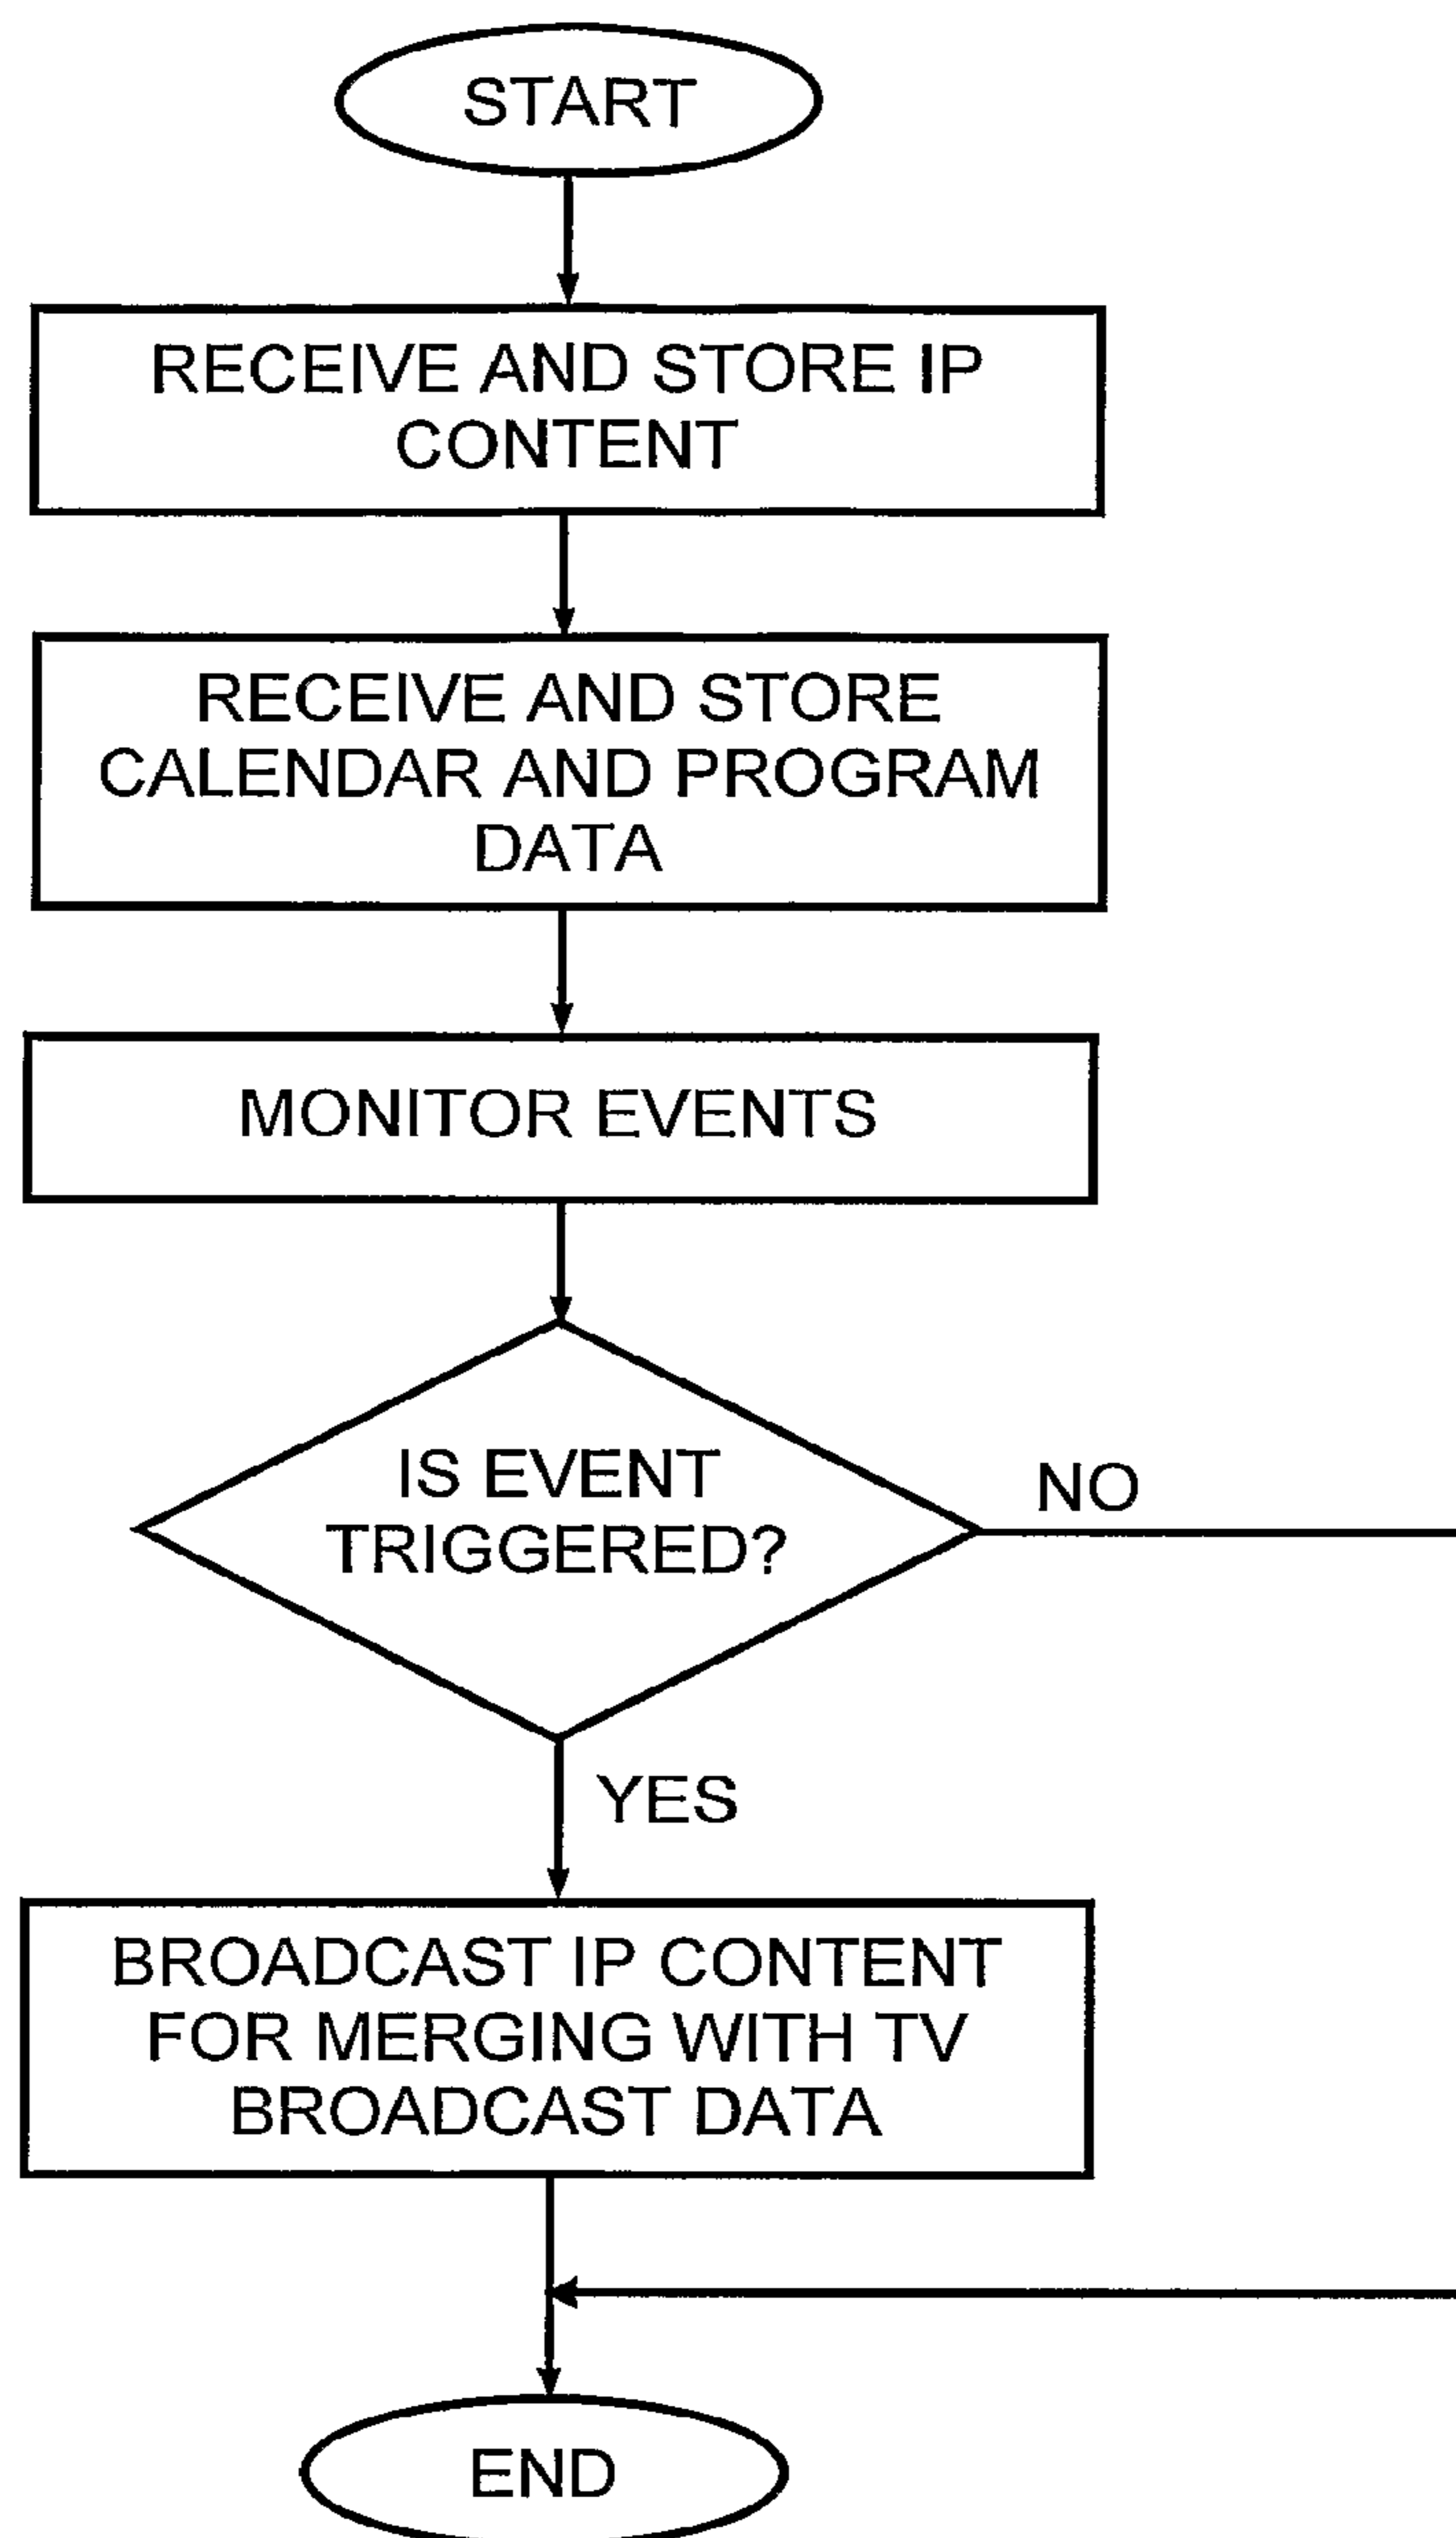 START
RECEIVE AND STORE IP
CONTENT
RECEIVE AND STORE
CALENDAR AND PROGRAM
DATA
MONITOR EVENTS
IS EVENT
TRIGGERED?
NO
YES
BROADCAST IP CONTENT
FOR MERGING WITH TV
BROADCAST DATA
END